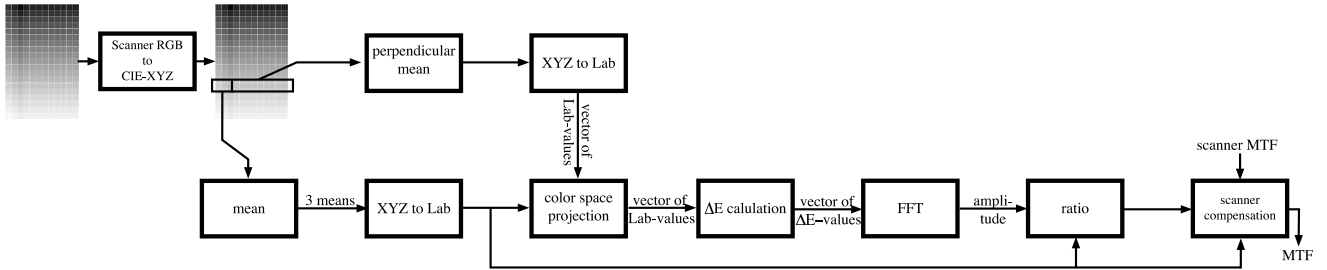 Scanner RGB
to
CIE-XYZ
perpendicular
mean
XYZ to Lab
vector of
Lab-values
mean
3 means
XYZ to Lab
color space
projection
vector of
Lab-values
ΔE calulation
vector of
ΔE–values
FFT
ampli-
tude
ratio
scanner MTF
scanner
compensation
MTF